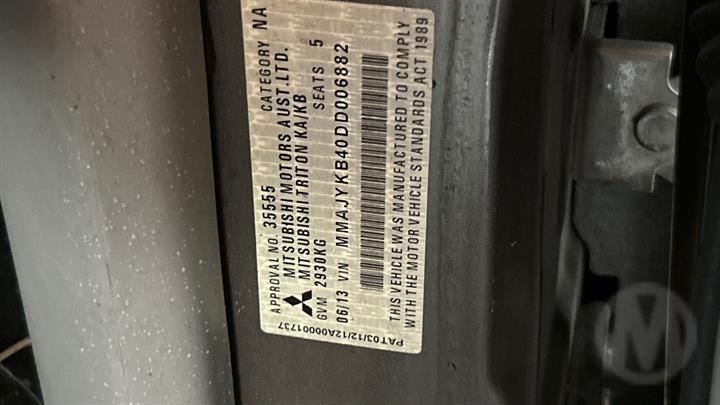 APPROVAL NO. 35555 CATEGORY NA
MITSUBISHI MOTORS AUST.LTD.
MITSUBISHI TRITON KA/KB
GVM 2930KG SEATS 5
06/13 VIN MMAJYKB40DD006882
THIS VEHICLE WAS MANUFACTURED TO COMPLY
WITH THE MOTOR VEHICLE STANDARDS ACT 1989
PAT03/12/12A00001737
M